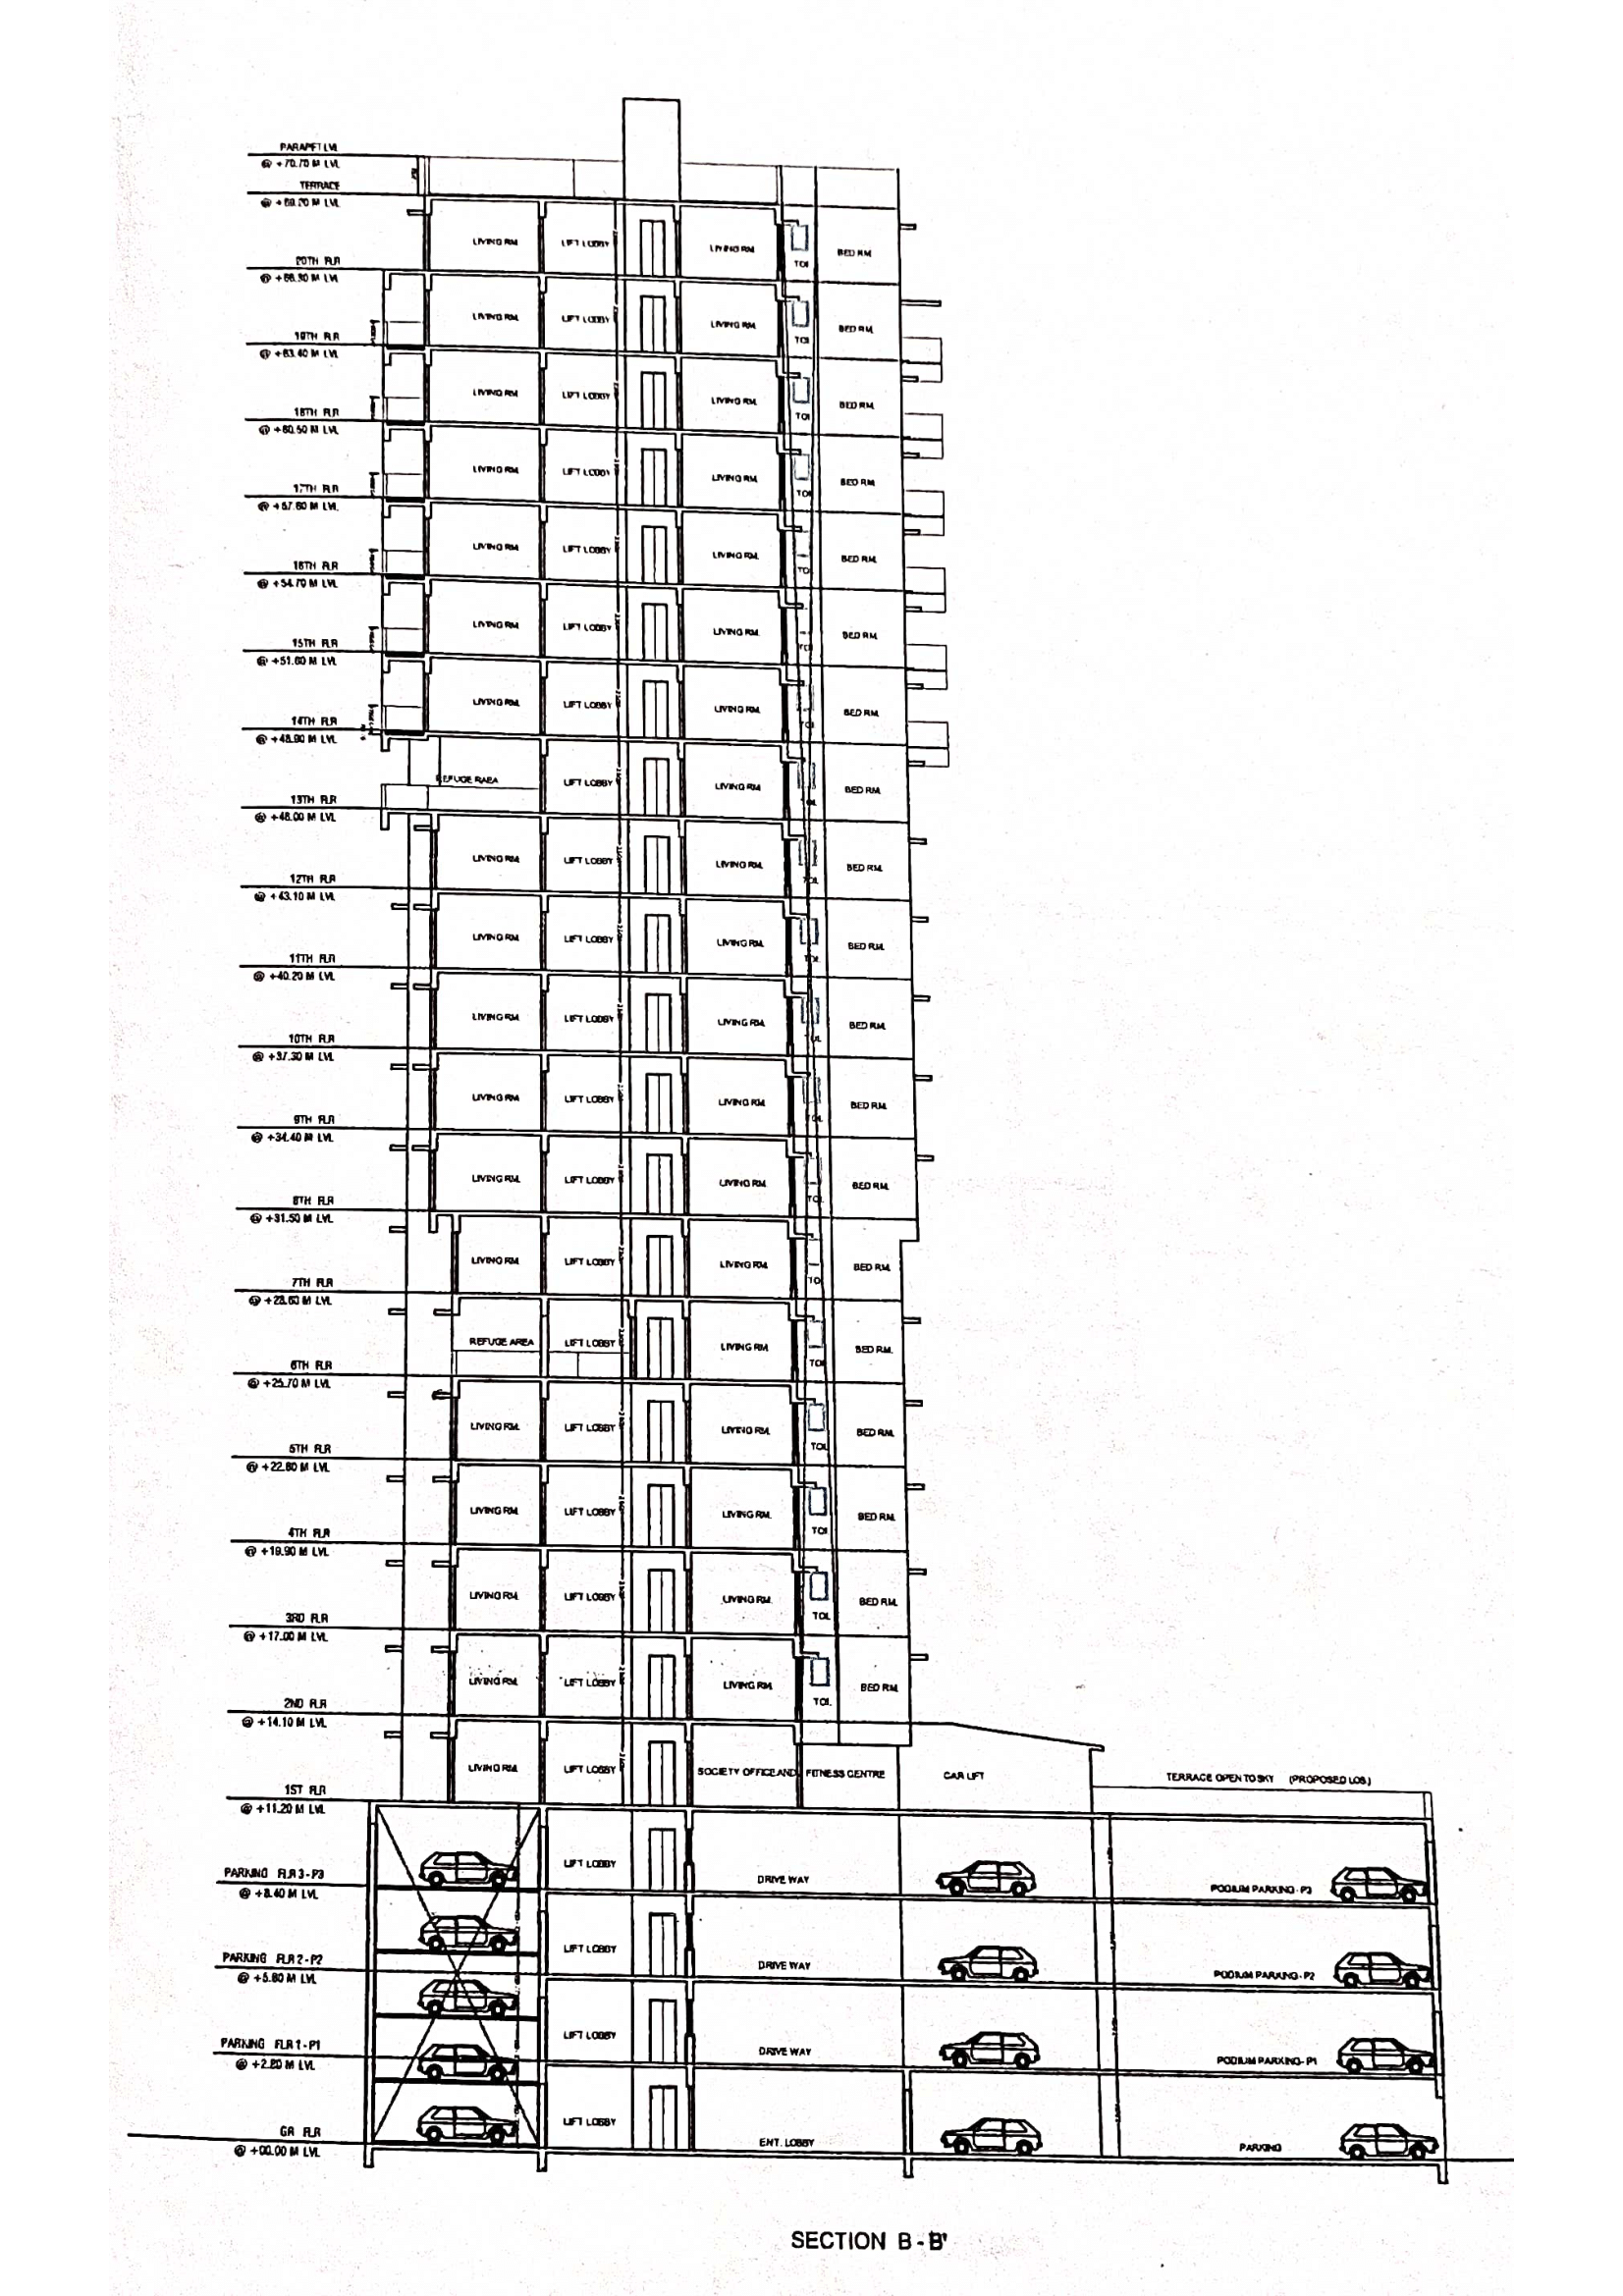 PARAPET LVL
@ +70.70 M LVL
TERRACE
@ +69.20 M LVL
LIVING RM. LIFT LOBBY LIVING RM. TOI BED RM.
20TH FLR
@ +66.30 M LVL
LIVING RM. LIFT LOBBY LIVING RM. TOI BED RM.
19TH FLR
@ +63.40 M LVL
LIVING RM. LIFT LOBBY LIVING RM. TOI BED RM.
18TH FLR
@ +60.50 M LVL
LIVING RM. LIFT LOBBY LIVING RM. TOI BED RM.
17TH FLR
@ +57.60 M LVL
LIVING RM. LIFT LOBBY LIVING RM. TOI BED RM.
16TH FLR
@ +54.70 M LVL
LIVING RM. LIFT LOBBY LIVING RM. TOI BED RM.
15TH FLR
@ +51.80 M LVL
LIVING RM. LIFT LOBBY LIVING RM. TOI BED RM.
14TH FLR
@ +48.90 M LVL
REFUGE RAEA LIFT LOBBY LIVING RM. TOI. BED RM.
13TH FLR
@ +46.00 M LVL
LIVING RM. LIFT LOBBY LIVING RM. TOI. BED RM.
12TH FLR
@ +43.10 M LVL
LIVING RM. LIFT LOBBY LIVING RM. TOI. BED RM.
11TH FLR
@ +40.20 M LVL
LIVING RM. LIFT LOBBY LIVING RM. TOI. BED RM.
10TH FLR
@ +37.30 M LVL
LIVING RM. LIFT LOBBY LIVING RM. TOI. BED RM.
9TH FLR
@ +34.40 M LVL
LIVING RM. LIFT LOBBY LIVING RM. TOI. BED RM.
8TH FLR
@ +31.50 M LVL
LIVING RM. LIFT LOBBY LIVING RM. TOI BED RM.
7TH FLR
@ +28.60 M LVL
REFUGE AREA LIFT LOBBY LIVING RM. TOI BED RM.
6TH FLR
@ +25.70 M LVL
LIVING RM. LIFT LOBBY LIVING RM. TOI. BED RM.
5TH FLR
@ +22.80 M LVL
LIVING RM. LIFT LOBBY LIVING RM. TOI BED RM.
4TH FLR
@ +19.90 M LVL
LIVING RM. LIFT LOBBY LIVING RM. TOI. BED RM.
3RD FLR
@ +17.00 M LVL
LIVING RM. LIFT LOBBY LIVING RM. TOI. BED RM.
2ND FLR
@ +14.10 M LVL
LIVING RM. LIFT LOBBY SOCIETY OFFICE AND FITNESS CENTRE CAR LIFT TERRACE OPEN TO SKY (PROPOSED LOS.)
1ST FLR
@ +11.20 M LVL
LIFT LOBBY DRIVE WAY PODIUM PARKING - P3
PARKING FLR 3 - P3
@ +8.40 M LVL
LIFT LOBBY DRIVE WAY PODIUM PARKING - P2
PARKING FLR 2 - P2
@ +5.60 M LVL
LIFT LOBBY DRIVE WAY PODIUM PARKING - P1
PARKING FLR 1 - P1
@ +2.80 M LVL
LIFT LOBBY ENT. LOBBY PARKING
GR FLR
@ +00.00 M LVL
SECTION B - B'